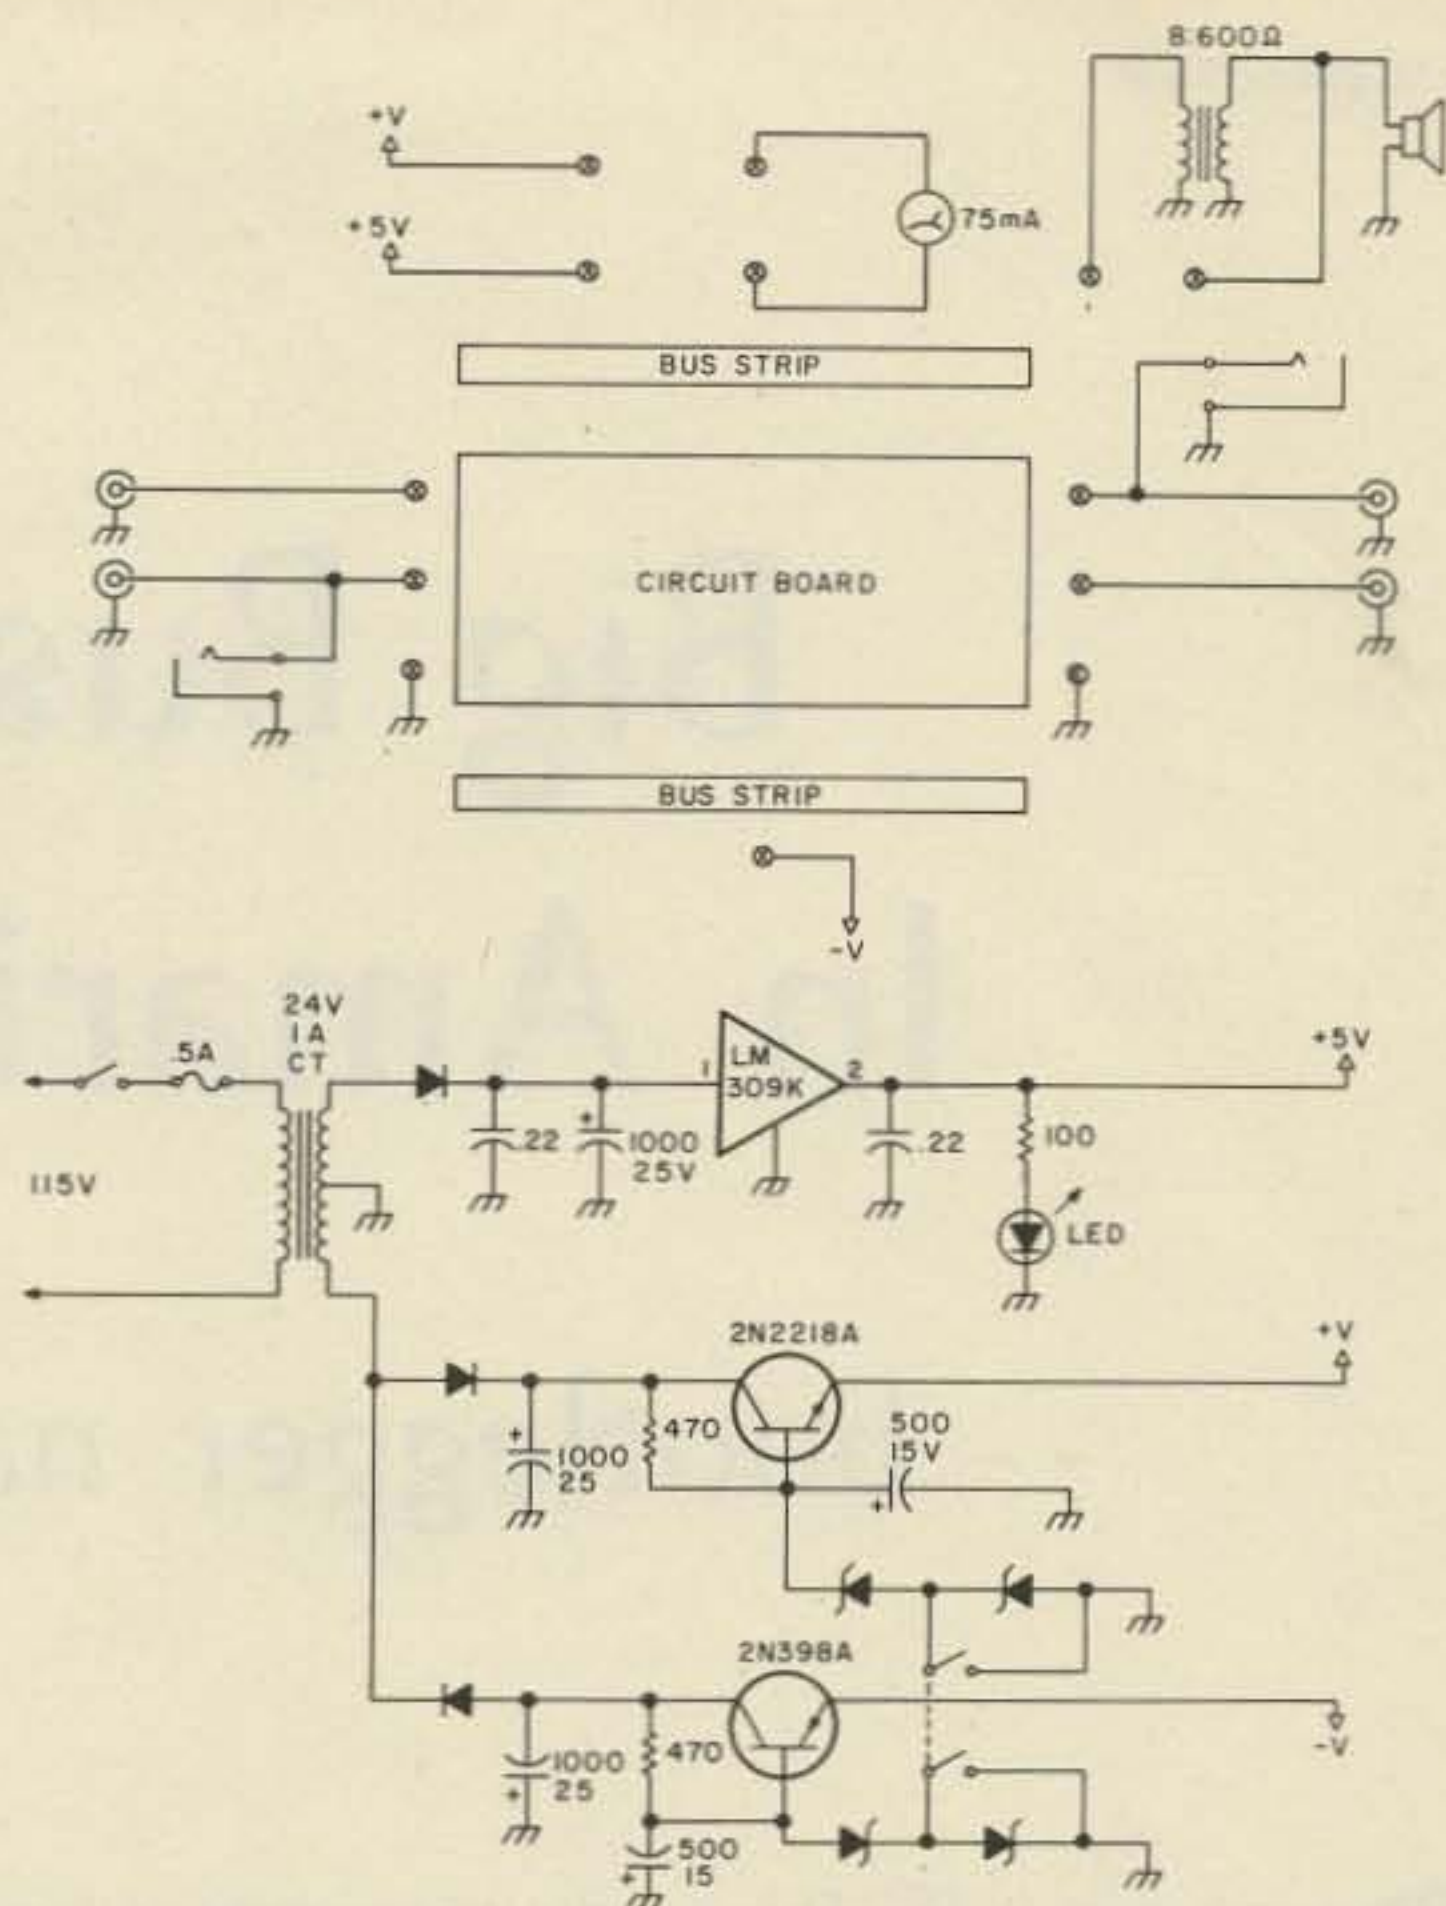 8:600Ω
+V
+5V
75mA
BUS STRIP
CIRCUIT BOARD
BUS STRIP
-V
24V
1A
CT
.5A
115V
.22
+
1000
25V
1
LM
309K
2
.22
100
LED
+5V
2N2218A
+V
+
1000
25
470
500
15V
+
2N398A
-V
1000
25
+
470
500
15
+